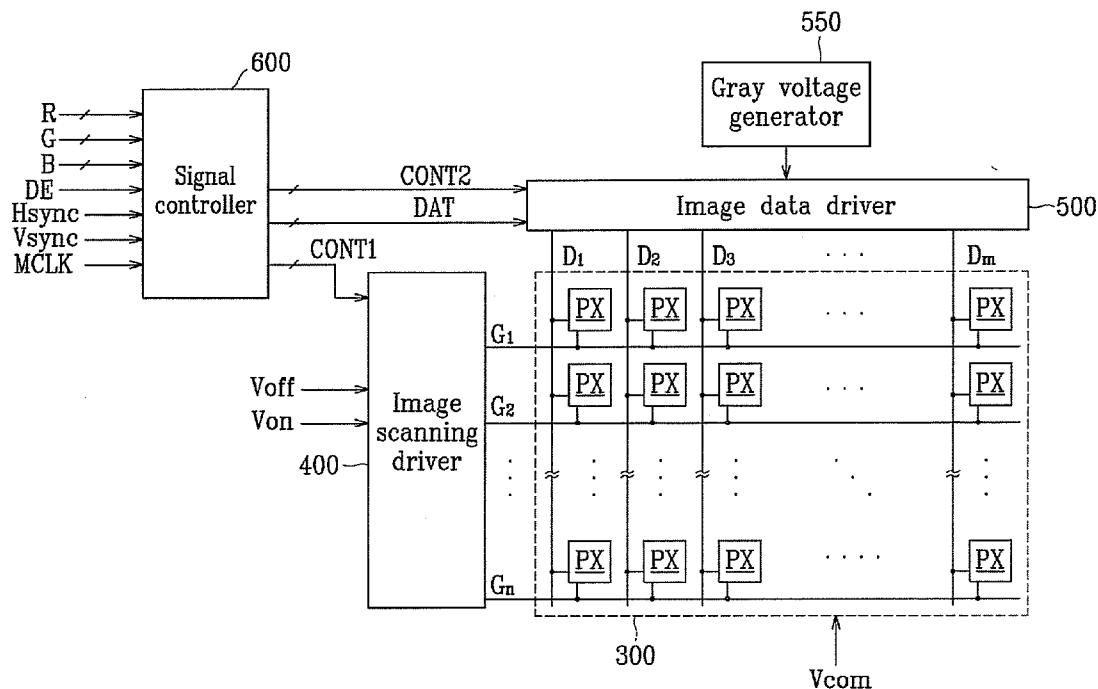 550
600
Gray voltage
generator
R
G
B
DE
Hsync
Vsync
MCLK
Signal
controller
CONT2
DAT
CONT1
Image data driver
500
D1 D2 D3 · · · Dm
PX PX PX · · · PX
G1
PX PX PX · · · PX
G2
Voff
Von
Image
scanning
driver
400
PX PX PX · · · · PX
Gn
300
Vcom